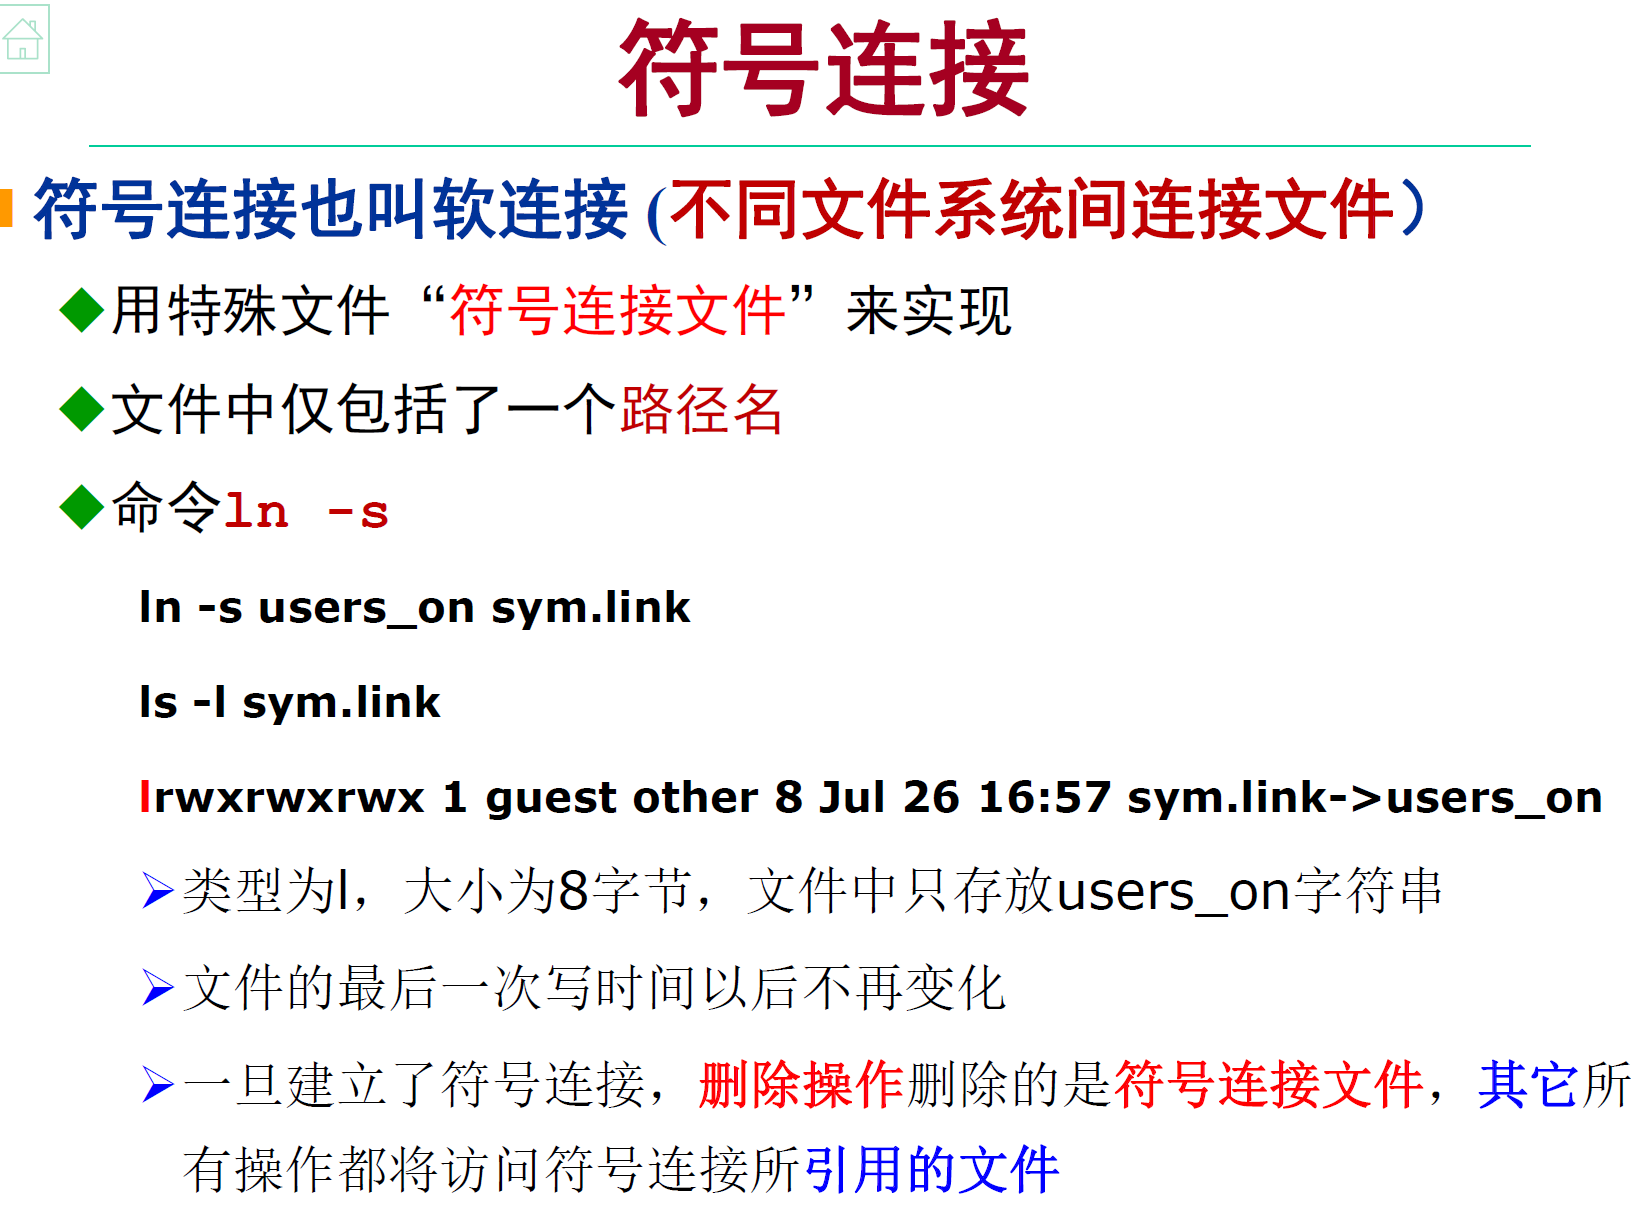 符号连接
符号连接也叫软连接 (不同文件系统间连接文件）
用特殊文件“符号连接文件”来实现
文件中仅包括了一个路径名
命令ln -s
ln -s users_on sym.link
ls -l sym.link
lrwxrwxrwx 1 guest other 8 Jul 26 16:57 sym.link->users_on
类型为l，大小为8字节，文件中只存放users_on字符串
文件的最后一次写时间以后不再变化
一旦建立了符号连接，删除操作删除的是符号连接文件，其它所
有操作都将访问符号连接所引用的文件